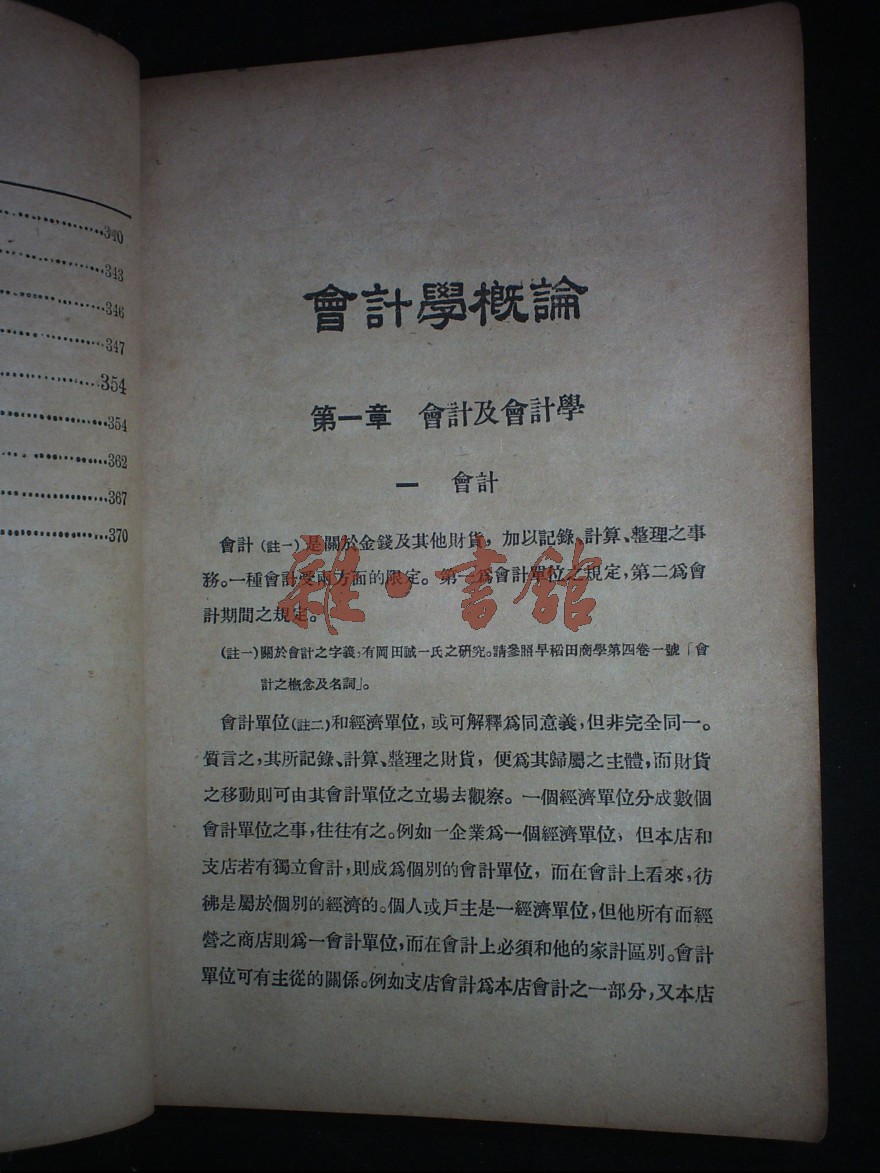 340
343
346
347
354
354
362
367
370
會計學概論
第一章 會計及會計學
一 會計
會計(註一)是關於金錢及其他財貨，加以記錄、計算、整理之事
務。一種會計受兩方面的限定。第一爲會計單位之規定，第二爲會
計期間之規定。
(註一)關於會計之字義，有岡田誠一氏之研究。請參照早稻田商學第四卷一號「會
計之概念及名詞」。
會計單位(註二)和經濟單位，或可解釋爲同意義，但非完全同一。
質言之，其所記錄、計算、整理之財貨，便爲其歸屬之主體，而財貨
之移動則可由其會計單位之立場去觀察。一個經濟單位分成數個
會計單位之事，往往有之。例如一企業爲一個經濟單位，但本店和
支店若有獨立會計，則成爲個別的會計單位，而在會計上看來，彷
彿是屬於個別的經濟的。個人或戶主是一經濟單位，但他所有而經
營之商店則爲一會計單位，而在會計上必須和他的家計區別。會計
單位可有主從的關係。例如支店會計爲本店會計之一部分，又本店
雜·書館